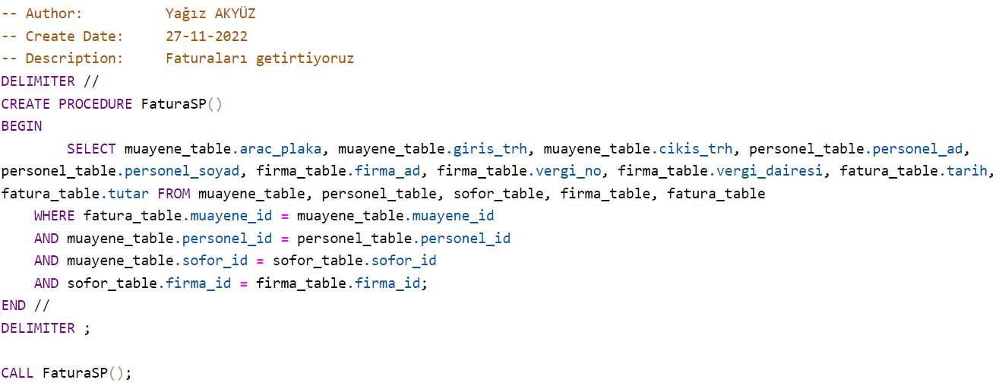 -- Author:          Yağız AKYÜZ
-- Create Date:     27-11-2022
-- Description:     Faturaları getirtiyoruz
DELIMITER //
CREATE PROCEDURE FaturaSP()
BEGIN
        SELECT muayene_table.arac_plaka, muayene_table.giris_trh, muayene_table.cikis_trh, personel_table.personel_ad,
personel_table.personel_soyad, firma_table.firma_ad, firma_table.vergi_no, firma_table.vergi_dairesi, fatura_table.tarih,
fatura_table.tutar FROM muayene_table, personel_table, sofor_table, firma_table, fatura_table
    WHERE fatura_table.muayene_id = muayene_table.muayene_id
    AND muayene_table.personel_id = personel_table.personel_id
    AND muayene_table.sofor_id = sofor_table.sofor_id
    AND sofor_table.firma_id = firma_table.firma_id;
END //
DELIMITER ;

CALL FaturaSP();